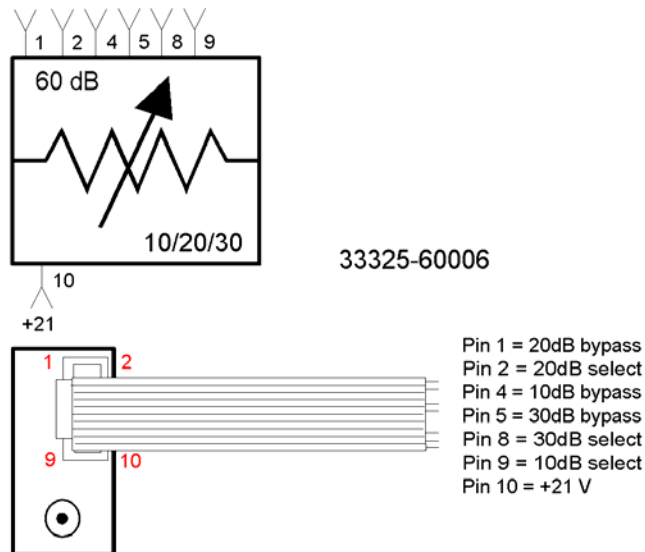 1 2 4 5 8 9
60 dB
10/20/30
10
+21
33325-60006
1 2
9 10
Pin 1 = 20dB bypass
Pin 2 = 20dB select
Pin 4 = 10dB bypass
Pin 5 = 30dB bypass
Pin 8 = 30dB select
Pin 9 = 10dB select
Pin 10 = +21 V